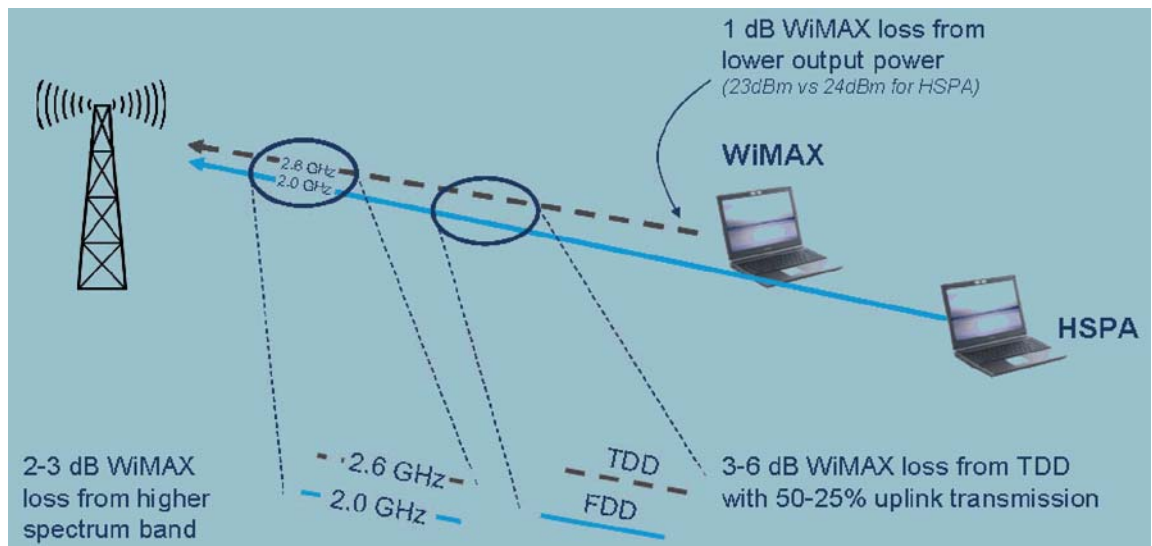 1 dB WiMAX loss from
lower output power
(23dBm vs 24dBm for HSPA)
WiMAX
2.6 GHz
2.0 GHz
HSPA
2-3 dB WiMAX
loss from higher
spectrum band
2.6 GHz
2.0 GHz
TDD
FDD
3-6 dB WiMAX loss from TDD
with 50-25% uplink transmission